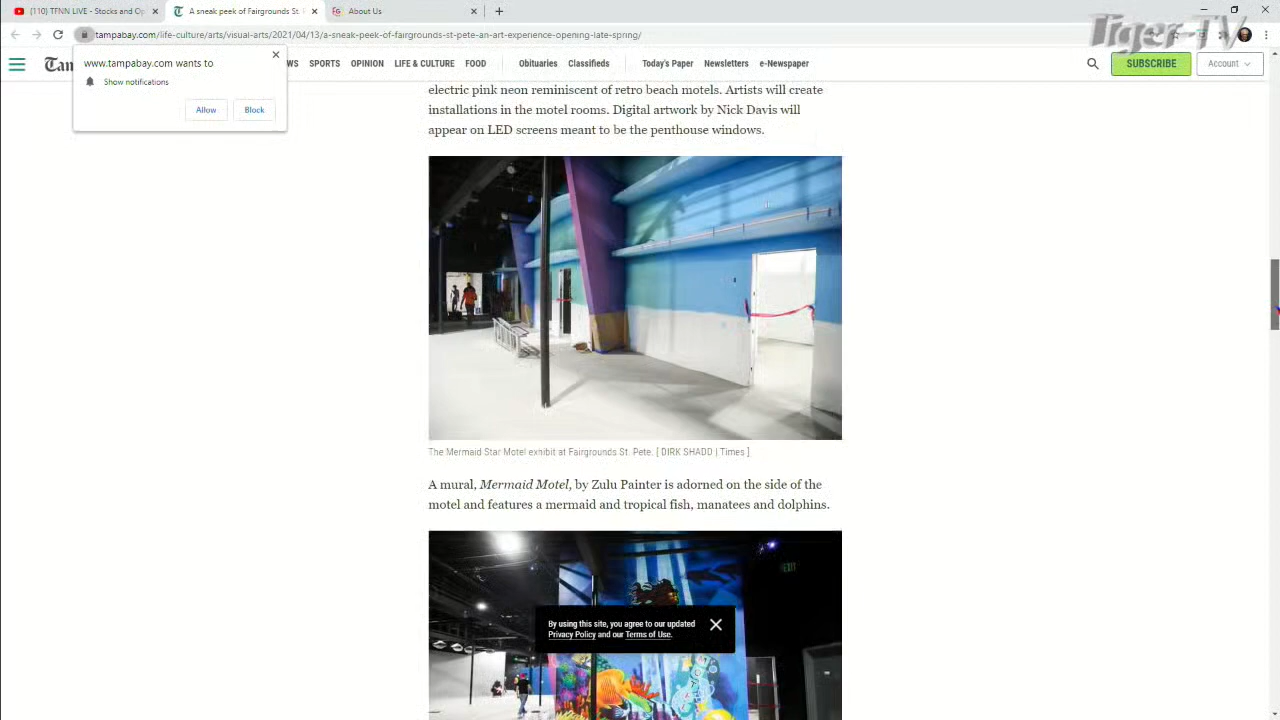 [110] TFNN LIVE - Stocks and Op
A sneak peek of Fairgrounds St.
About Us
Tiger-TV
tampabay.com/life-culture/arts/visual-arts/2021/04/13/a-sneak-peek-of-fairgrounds-st-pete-an-art-experience-opening-late-spring/
www.tampabay.com wants to
Show notifications
Allow
Block
Tam
WS SPORTS OPINION LIFE & CULTURE FOOD Obituaries Classifieds Today's Paper Newsletters e-Newspaper
SUBSCRIBE
Account
electric pink neon reminiscent of retro beach motels. Artists will create
installations in the motel rooms. Digital artwork by Nick Davis will
appear on LED screens meant to be the penthouse windows.
The Mermaid Star Motel exhibit at Fairgrounds St. Pete. [ DIRK SHADD | Times ]
A mural, Mermaid Motel, by Zulu Painter is adorned on the side of the
motel and features a mermaid and tropical fish, manatees and dolphins.
EXIT
By using this site, you agree to our updated
Privacy Policy and our Terms of Use.